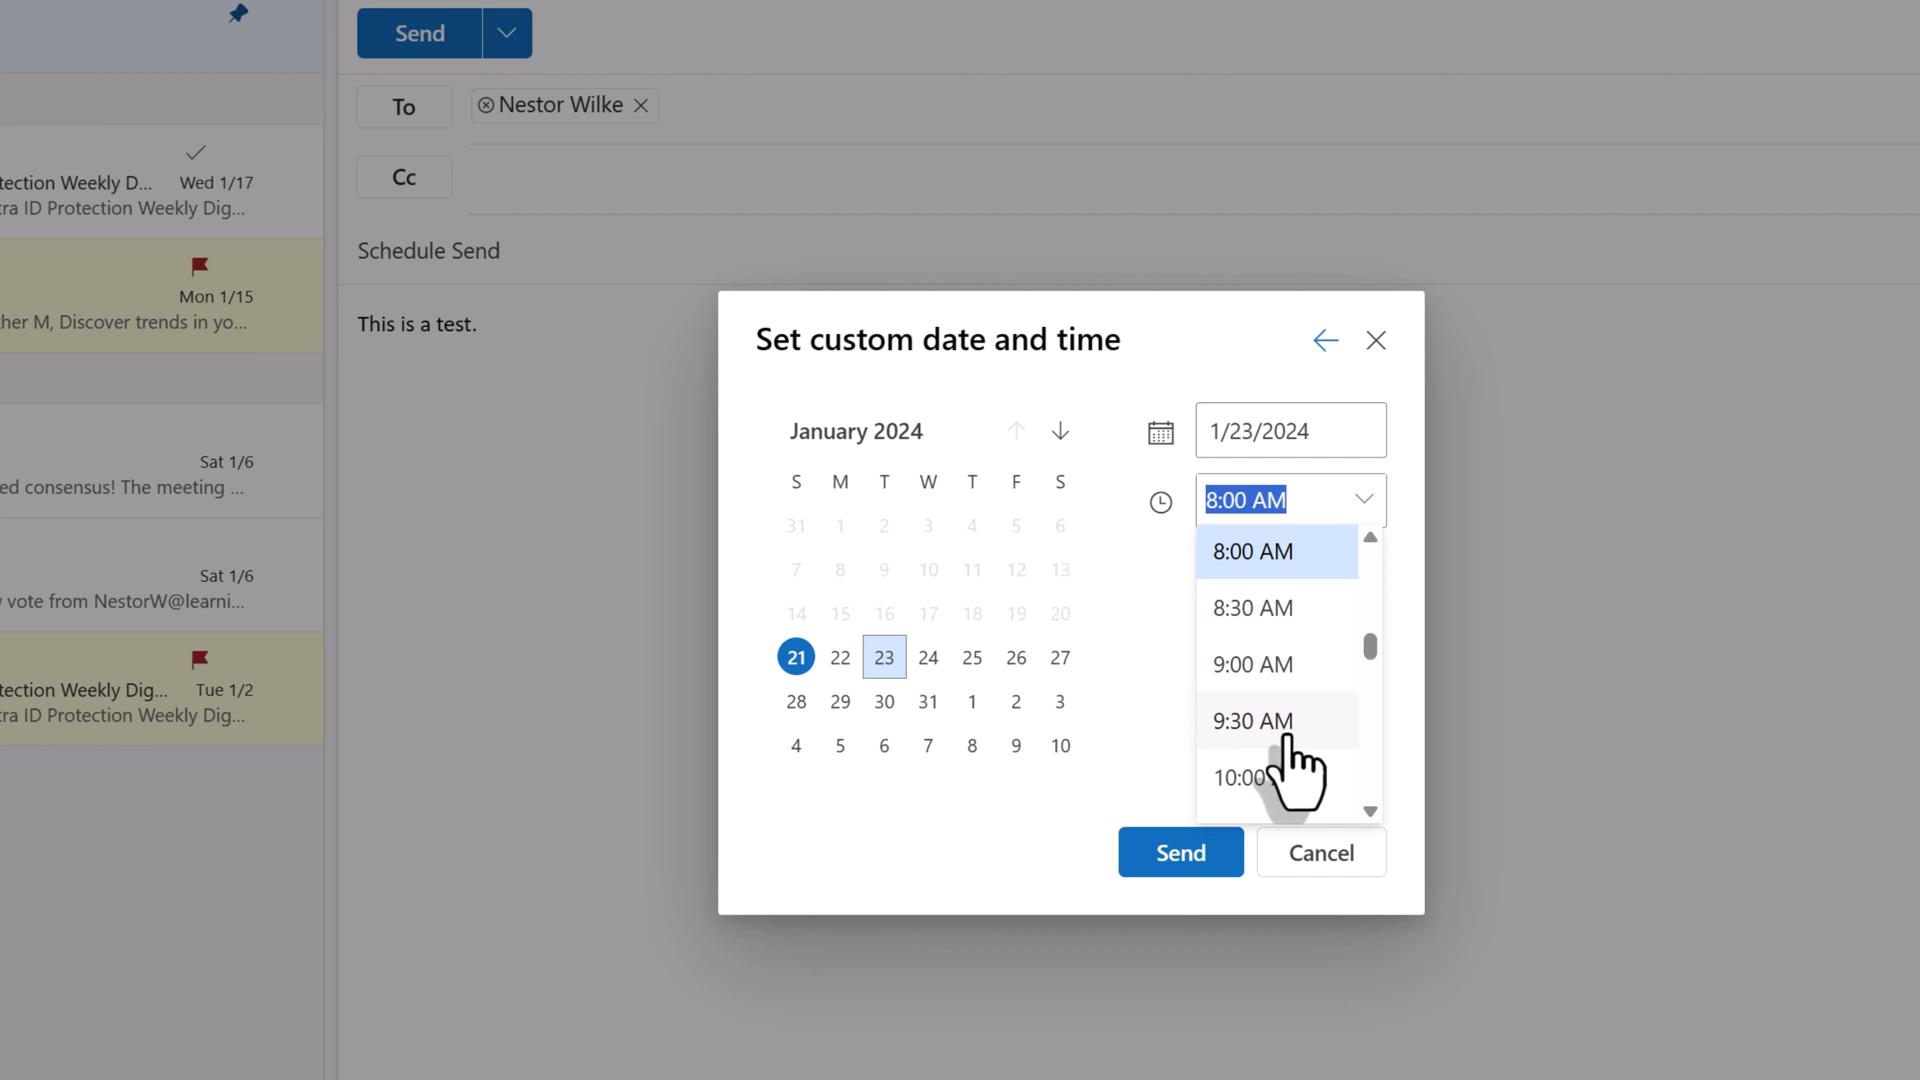 Send
To
Nestor Wilke
Cc
Schedule Send
This is a test.
tection Weekly D... Wed 1/17
tra ID Protection Weekly Dig...
Mon 1/15
her M, Discover trends in yo...
Sat 1/6
ed consensus! The meeting ...
Sat 1/6
vote from NestorW@learni...
tection Weekly Dig... Tue 1/2
tra ID Protection Weekly Dig...
Set custom date and time
January 2024
S M T W T F S
31 1 2 3 4 5 6
7 8 9 10 11 12 13
14 15 16 17 18 19 20
21 22 23 24 25 26 27
28 29 30 31 1 2 3
4 5 6 7 8 9 10
1/23/2024
8:00 AM
8:00 AM
8:30 AM
9:00 AM
9:30 AM
10:00
Send
Cancel